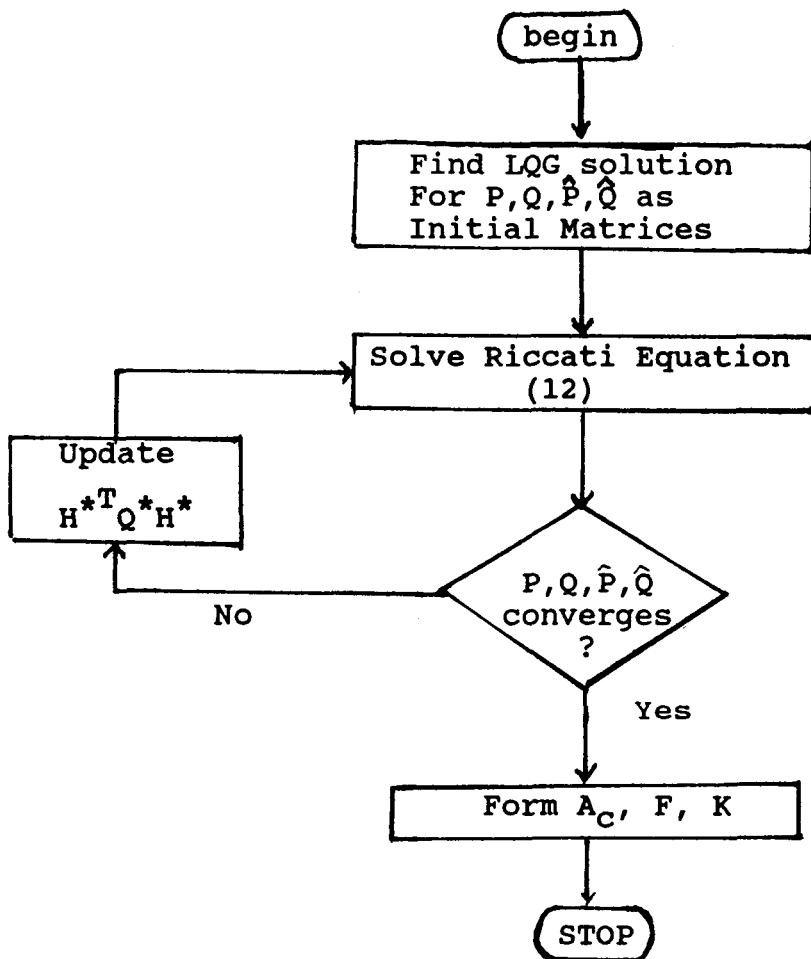 begin
Find LQG solution
For P,Q,P̂,Q̂ as
Initial Matrices
Solve Riccati Equation
(12)
Update
H*ᵀQ*H*
P,Q,P̂,Q̂
converges
?
No
Yes
Form A_C, F, K
STOP